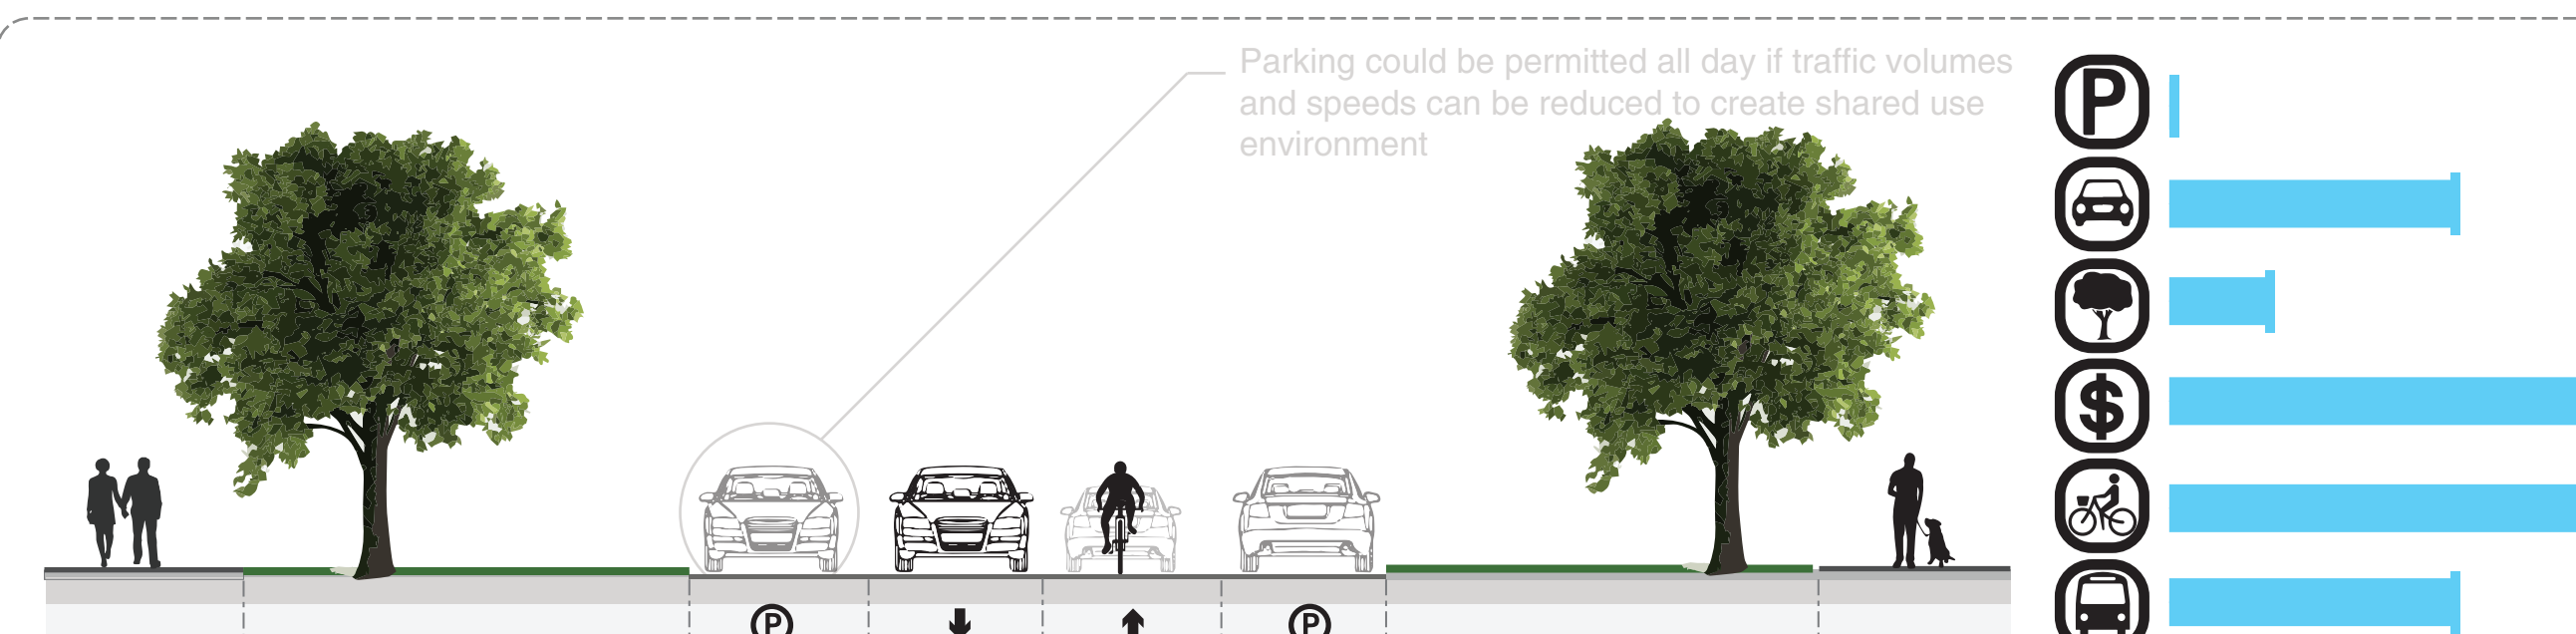 Parking could be permitted all day if traffic volumes
and speeds can be reduced to create shared use
environment
P
$
P
P